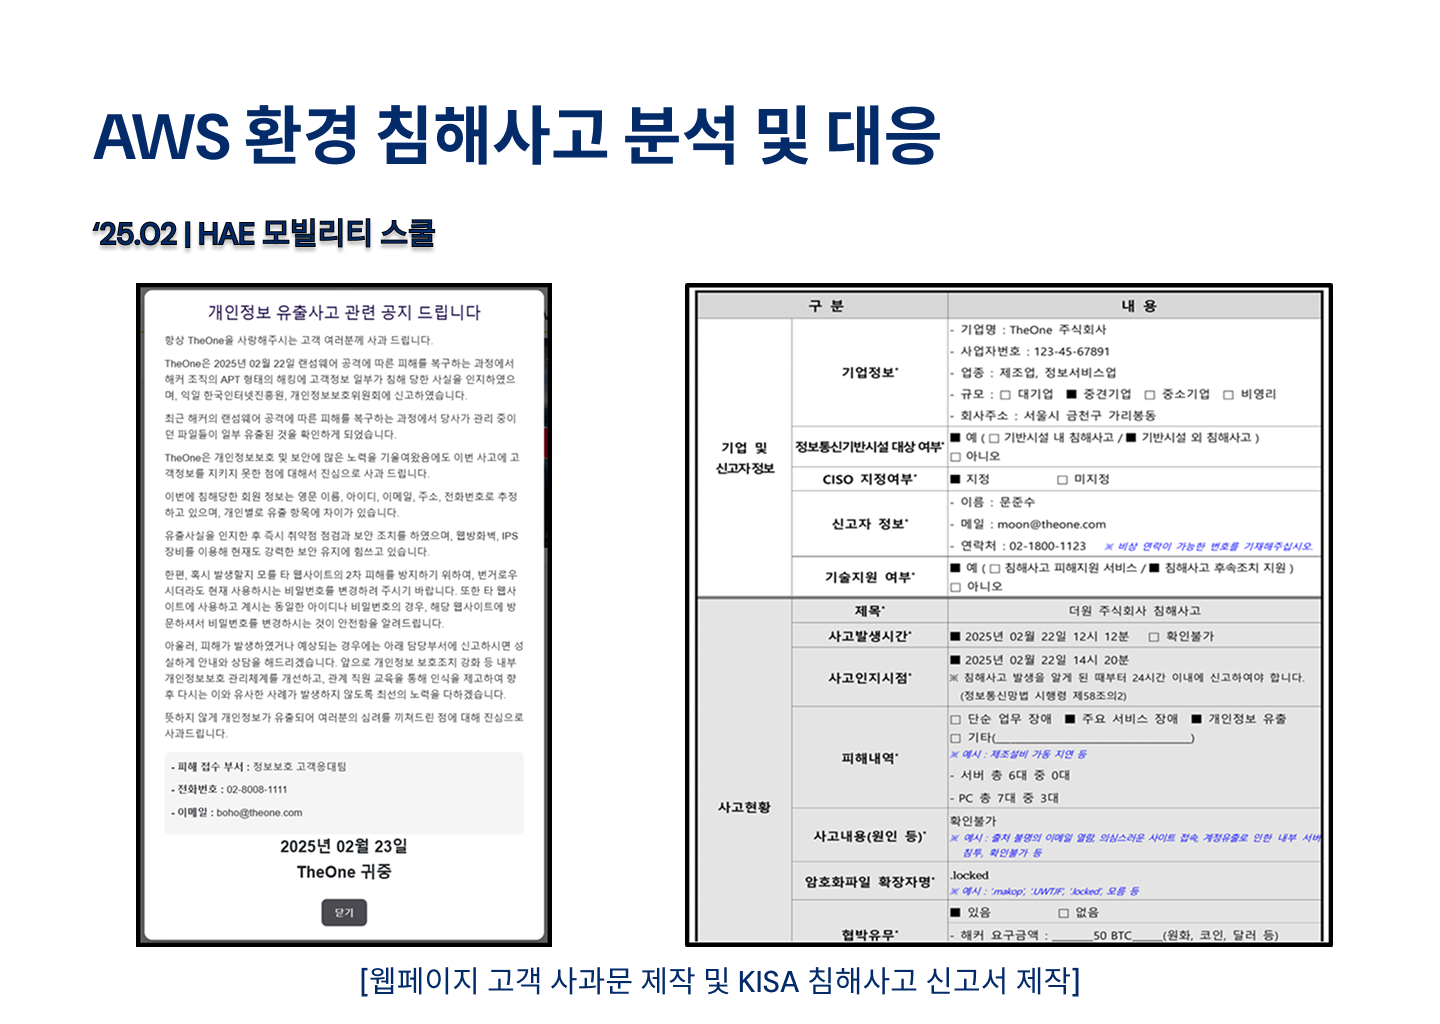 AWS 환경 침해사고 분석 및 대응
‘25.02 | HAE 모빌리티 스쿨
개인정보 유출사고 관련 공지 드립니다
항상 TheOne을 사랑해주시는 고객 여러분께 사과 드립니다.
TheOne은 2025년 02월 22일 랜섬웨어 공격에 따른 피해를 복구하는 과정에서
해커 조직의 APT 형태의 해킹에 고객정보 일부가 침해 당한 사실을 인지하였으
며, 익일 한국인터넷진흥원, 개인정보보호위원회에 신고하였습니다.
최근 해커의 랜섬웨어 공격에 따른 피해를 복구하는 과정에서 당사가 관리 중이
던 파일들이 일부 유출된 것을 확인하게 되었습니다.
TheOne은 개인정보보호 및 보안에 많은 노력을 기울여왔음에도 이번 사고에 고
객정보를 지키지 못한 점에 대해서 진심으로 사과 드립니다.
이번에 침해당한 회원 정보는 영문 이름, 아이디, 이메일, 주소, 전화번호로 추정
하고 있으며, 개인별로 유출 항목에 차이가 있습니다.
유출사실을 인지한 후 즉시 취약점 점검과 보안 조치를 하였으며, 웹방화벽, IPS
장비를 이용해 현재도 강력한 보안 유지에 힘쓰고 있습니다.
한편, 혹시 발생할지 모를 타 웹사이트의 2차 피해를 방지하기 위하여, 번거로우
시더라도 현재 사용하시는 비밀번호를 변경하려 주시기 바랍니다. 또한 타 웹사
이트에 사용하고 계시는 동일한 아이디나 비밀번호의 경우, 해당 웹사이트에 방
문하셔서 비밀번호를 변경하시는 것이 안전함을 알려드립니다.
아울러, 피해가 발생하였거나 예상되는 경우에는 아래 담당부서에 신고하시면 성
실하게 안내와 상담을 해드리겠습니다. 앞으로 개인정보 보호조치 강화 등 내부
개인정보보호 관리체계를 개선하고, 관계 직원 교육을 통해 인식을 제고하여 향
후 다시는 이와 유사한 사례가 발생하지 않도록 최선의 노력을 다하겠습니다.
뜻하지 않게 개인정보가 유출되어 여러분의 심려를 끼쳐드린 점에 대해 진심으로
사과드립니다.
- 피해 접수 부서 : 정보보호 고객응대팀
- 전화번호 : 02-8008-1111
- 이메일 : boho@theone.com
2025년 02월 23일
TheOne 귀중
닫기
구 분 내 용
기업 및
신고자정보
기업정보*
- 기업명 : TheOne 주식회사
- 사업자번호 : 123-45-67891
- 업종 : 제조업, 정보서비스업
- 규모 : □ 대기업 ■ 중견기업 □ 중소기업 □ 비영리
- 회사주소 : 서울시 금천구 가리봉동
정보통신기반시설 대상 여부*
■ 예 ( □ 기반시설 내 침해사고 / ■ 기반시설 외 침해사고 )
□ 아니오
CISO 지정여부* ■ 지정 □ 미지정
신고자 정보*
- 이름 : 문준수
- 메일 : moon@theone.com
- 연락처 : 02-1800-1123 ※ 비상 연락이 가능한 번호를 기재해주십시오.
기술지원 여부*
■ 예 ( □ 침해사고 피해지원 서비스 / ■ 침해사고 후속조치 지원 )
□ 아니오
사고현황
제목* 더원 주식회사 침해사고
사고발생시간* ■ 2025년 02월 22일 12시 12분 □ 확인불가
사고인지시점*
■ 2025년 02월 22일 14시 20분
※ 침해사고 발생을 알게 된 때부터 24시간 이내에 신고하여야 합니다.
(정보통신망법 시행령 제58조의2)
피해내역*
□ 단순 업무 장애 ■ 주요 서비스 장애 ■ 개인정보 유출
□ 기타(______________________________)
※ 예시 : 제조설비 가동 지연 등
- 서버 총 6대 중 0대
- PC 총 7대 중 3대
사고내용(원인 등)*
확인불가
※ 예시 : 출처 불명의 이메일 열람, 의심스러운 사이트 접속, 계정유출로 인한 내부 서버
침투, 확인불가 등
암호화파일 확장자명*
.locked
※ 예시 : '.makop', '.UWTJF', '.locked', 모름 등
협박유무*
■ 있음 □ 없음
- 해커 요구금액 : ______50 BTC_____(원화, 코인, 달러 등)
[웹페이지 고객 사과문 제작 및 KISA 침해사고 신고서 제작]